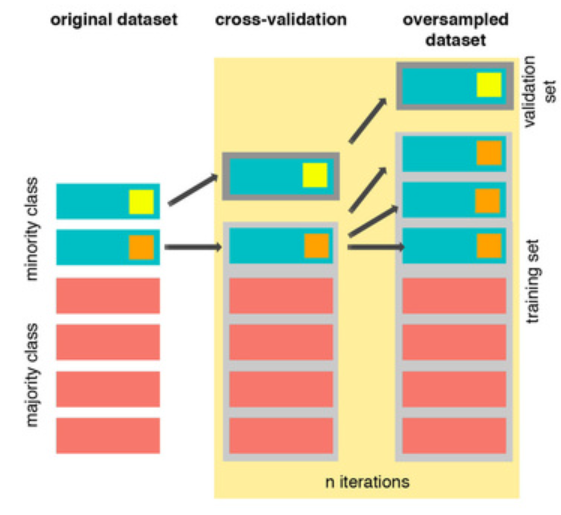 original dataset
cross-validation
oversampled
dataset
validation
set
minority class
majority class
training set
n iterations